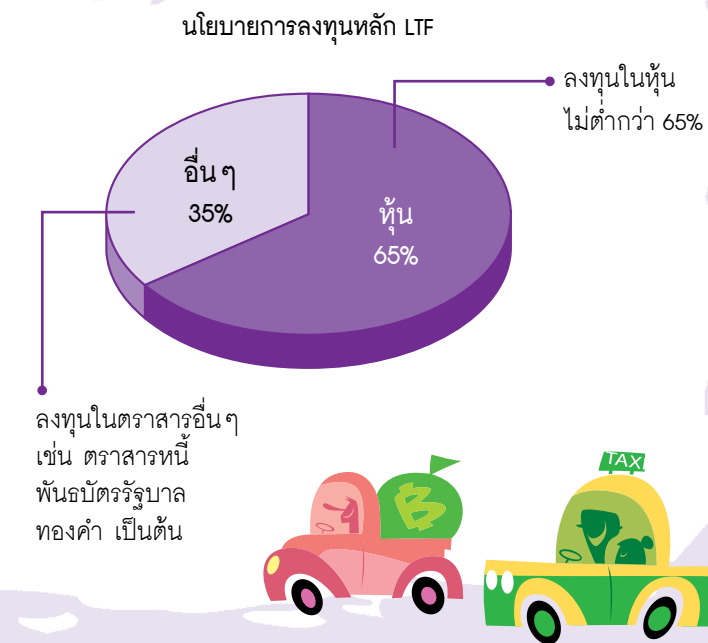 นโยบายการลงทุนหลัก LTF
ลงทุนในหุ้น
ไม่ต่ำกว่า 65%
อื่นๆ
35%
หุ้น
65%
ลงทุนในตราสารอื่นๆ
เช่น ตราสารหนี้
พันธบัตรรัฐบาล
ทองคำ เป็นต้น
TAX